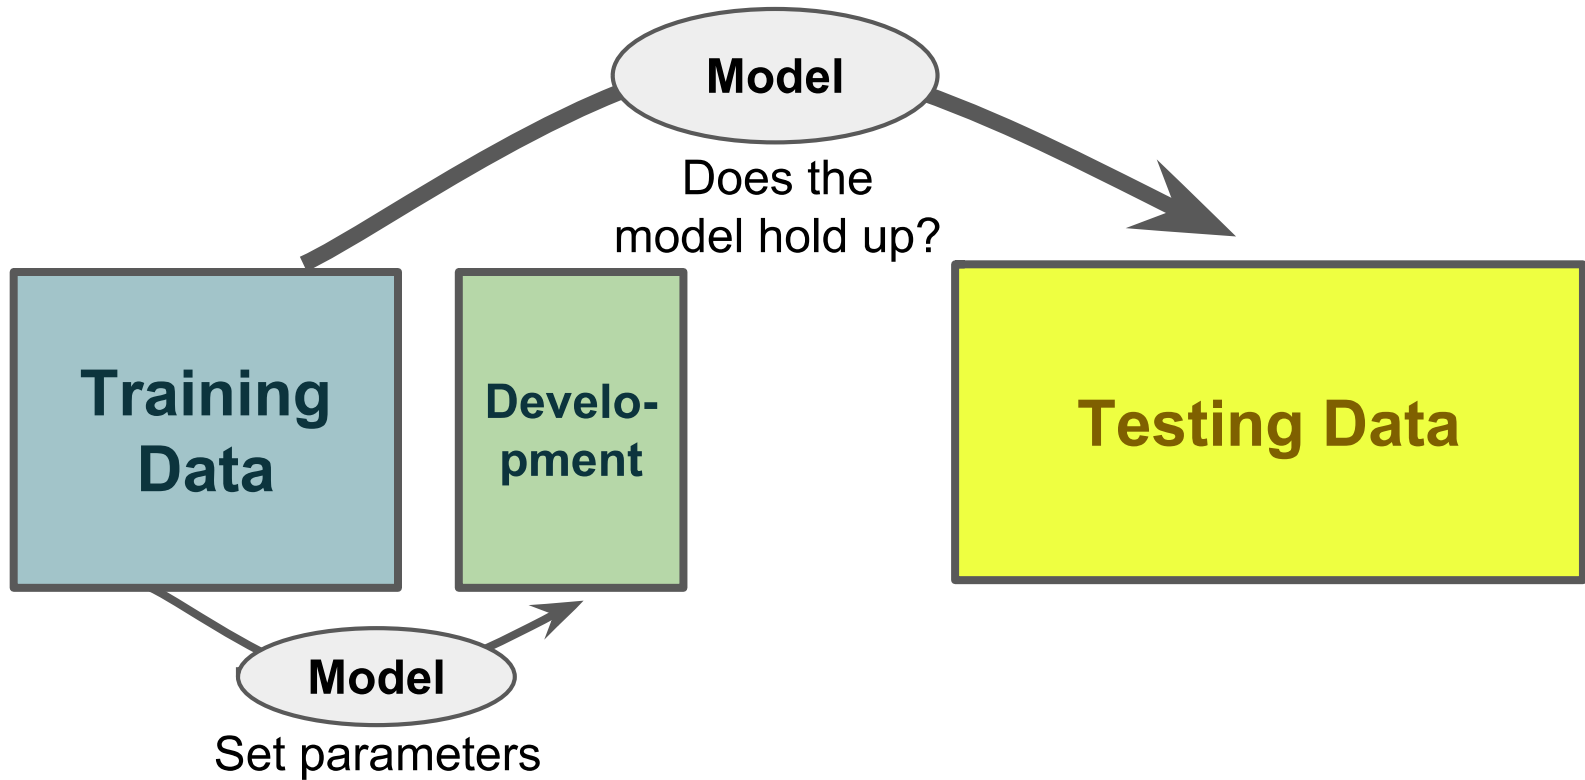 Model
Does the
model hold up?
Training
Data
Develo-
pment
Testing Data
Model
Set parameters